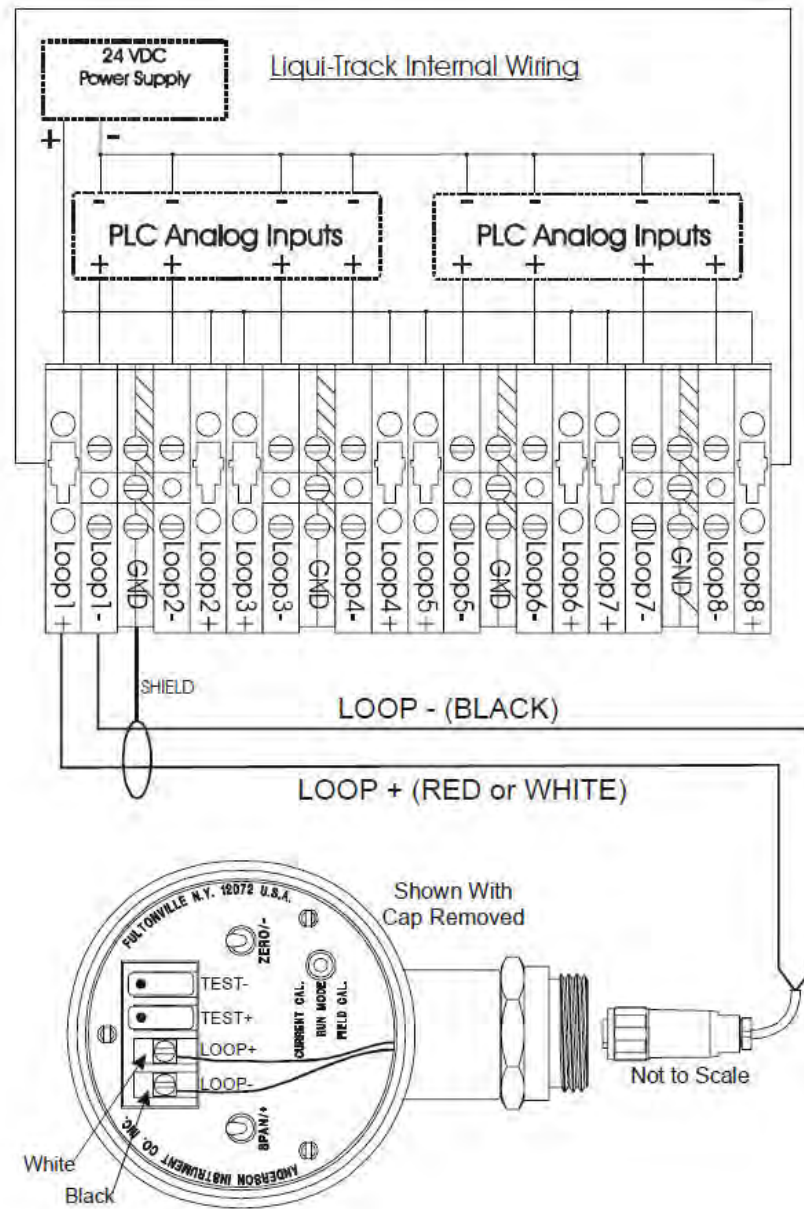 24 VDC
Power Supply
Liqui-Track Internal Wiring
+ -
- - - - - - - -
PLC Analog Inputs PLC Analog Inputs
+ + + + + + + +
Loop1+ Loop1- GND Loop2- Loop2+ Loop3+ Loop3- GND Loop4- Loop4+ Loop5+ Loop5- GND Loop6- Loop6+ Loop7+ Loop7- GND Loop8- Loop8+
SHIELD
LOOP - (BLACK)
LOOP + (RED or WHITE)
Shown With
Cap Removed
FULTONVILLE N.Y. 12072 U.S.A.
ZERO/-
TEST-
TEST+
LOOP+
LOOP-
CURRENT CAL.
RUN MODE
FIELD CAL.
SPAN/+
ANDERSON INSTRUMENT CO. INC.
White
Black
Not to Scale